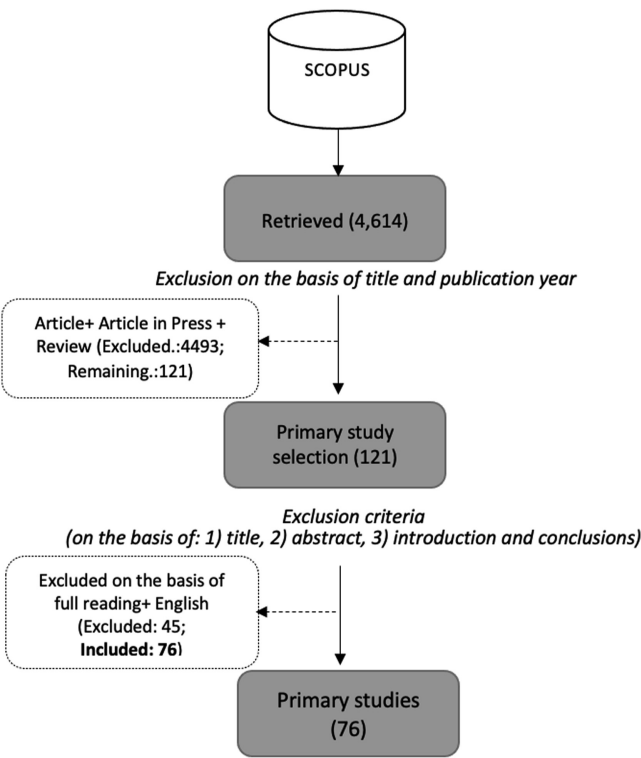 SCOPUS
Retrieved (4,614)
Exclusion on the basis of title and publication year
Article+ Article in Press +
Review (Excluded.:4493;
Remaining.:121)
Primary study
selection (121)
Exclusion criteria
(on the basis of: 1) title, 2) abstract, 3) introduction and conclusions)
Excluded on the basis of
full reading+ English
(Excluded: 45;
Included: 76)
Primary studies
(76)